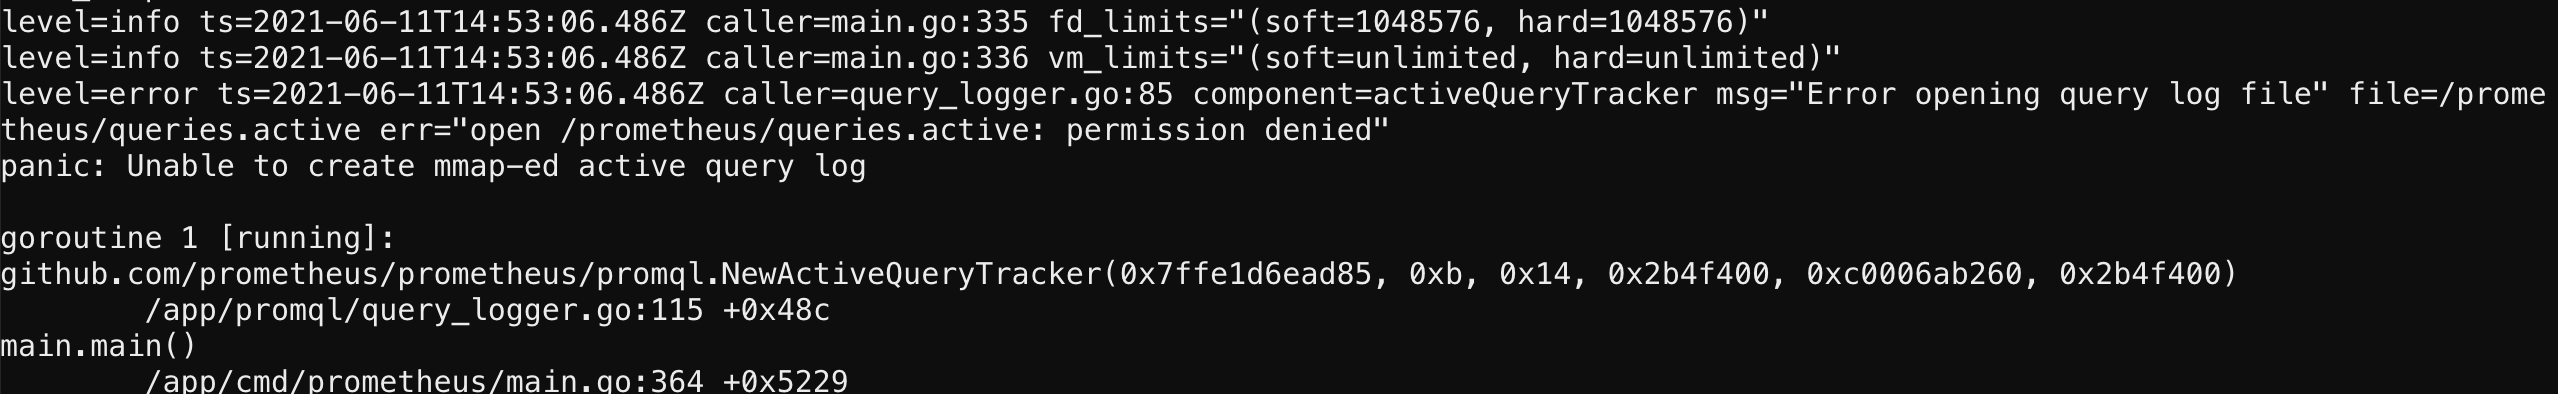 level=info ts=2021-06-11T14:53:06.486Z caller=main.go:335 fd_limits="(soft=1048576, hard=1048576)"
level=info ts=2021-06-11T14:53:06.486Z caller=main.go:336 vm_limits="(soft=unlimited, hard=unlimited)"
level=error ts=2021-06-11T14:53:06.486Z caller=query_logger.go:85 component=activeQueryTracker msg="Error opening query log file" file=/prome
theus/queries.active err="open /prometheus/queries.active: permission denied"
panic: Unable to create mmap-ed active query log

goroutine 1 [running]:
github.com/prometheus/prometheus/promql.NewActiveQueryTracker(0x7ffe1d6ead85, 0xb, 0x14, 0x2b4f400, 0xc0006ab260, 0x2b4f400)
        /app/promql/query_logger.go:115 +0x48c
main.main()
        /app/cmd/prometheus/main.go:364 +0x5229